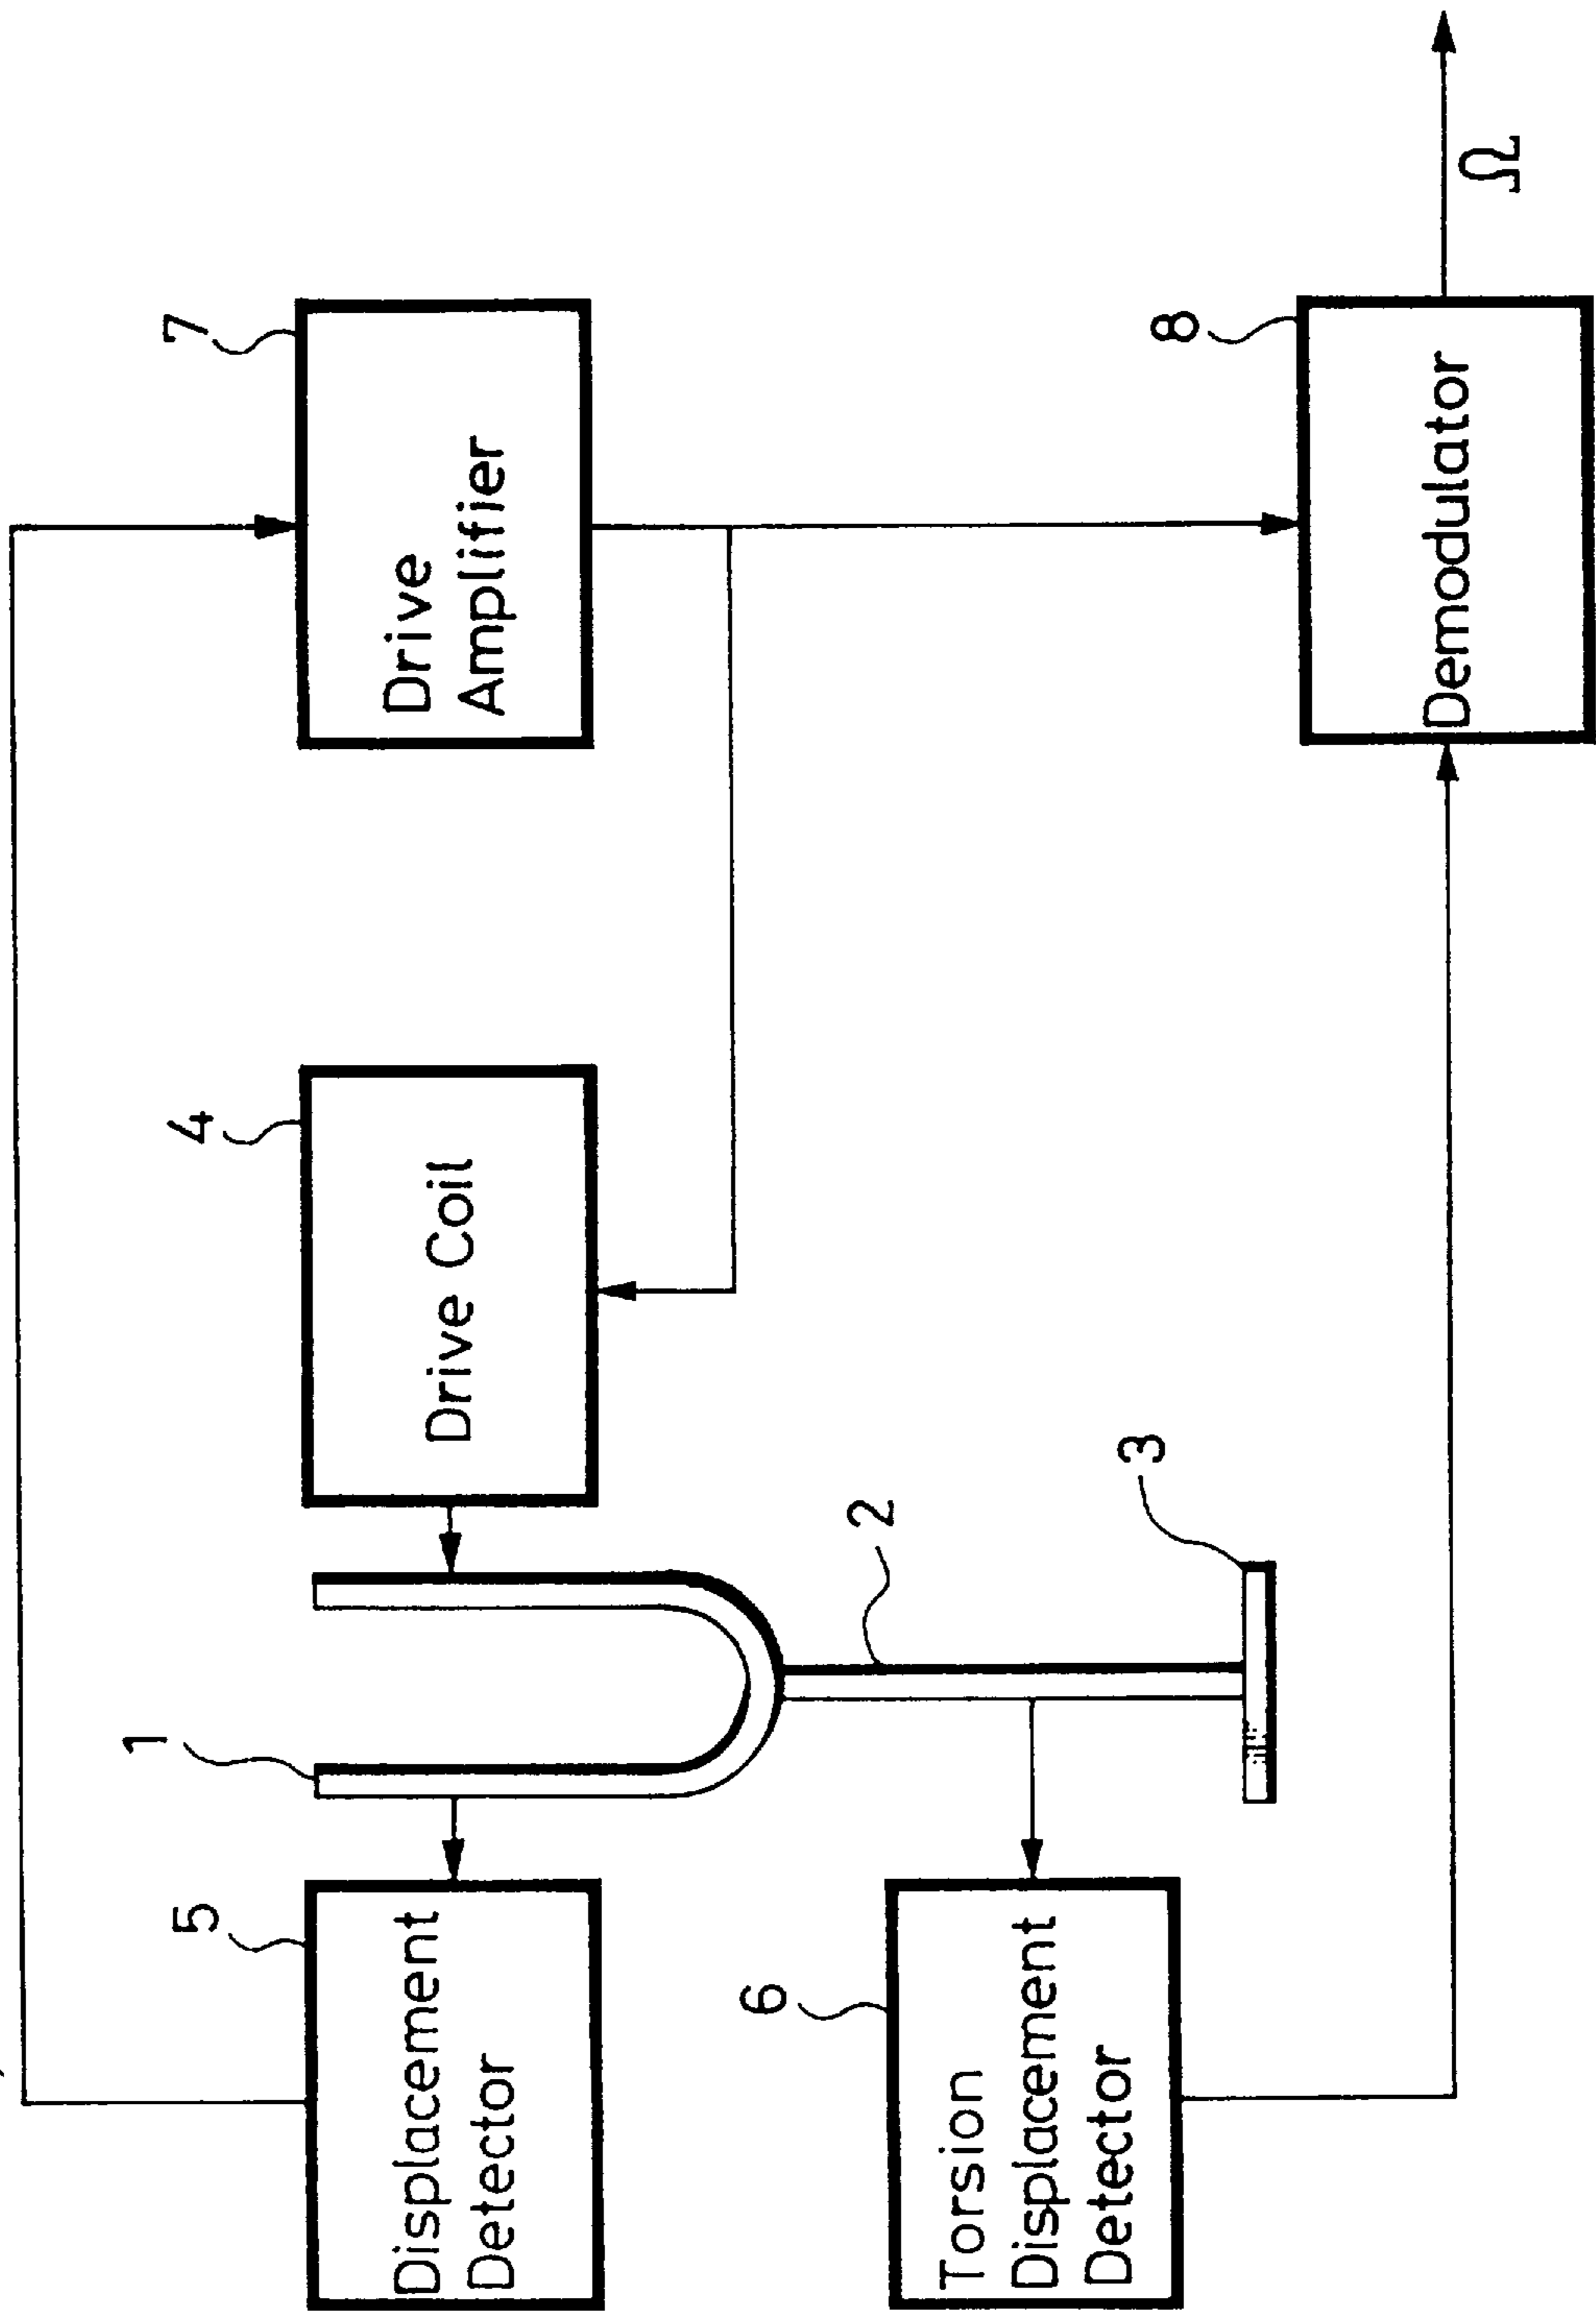 5
Displacement
Detector
1
4
Drive Coil
7
Drive
Amplifier
6
Torsion
Displacement
Detector
2
3
8
Demodulator
Ω